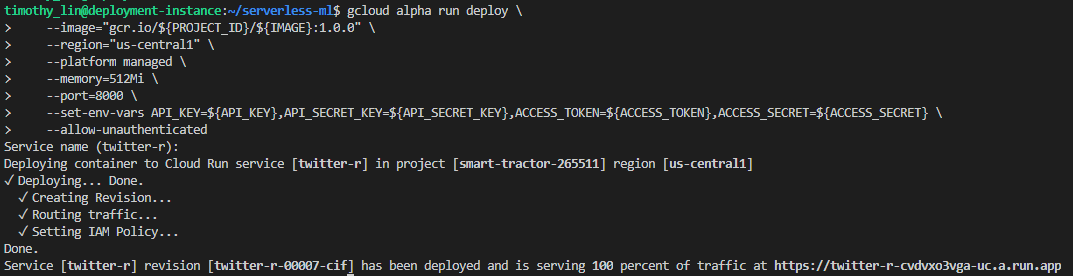 timothy_lin@deployment-instance:~/serverless-ml$ gcloud alpha run deploy \
>     --image="gcr.io/${PROJECT_ID}/${IMAGE}:1.0.0" \
>     --region="us-central1" \
>     --platform managed \
>     --memory=512Mi \
>     --port=8000 \
>     --set-env-vars API_KEY=${API_KEY},API_SECRET_KEY=${API_SECRET_KEY},ACCESS_TOKEN=${ACCESS_TOKEN},ACCESS_SECRET=${ACCESS_SECRET} \
>     --allow-unauthenticated
Service name (twitter-r):
Deploying container to Cloud Run service [twitter-r] in project [smart-tractor-265511] region [us-central1]
✓ Deploying... Done.
  ✓ Creating Revision...
  ✓ Routing traffic...
  ✓ Setting IAM Policy...
Done.
Service [twitter-r] revision [twitter-r-00007-cif] has been deployed and is serving 100 percent of traffic at https://twitter-r-cvdvxo3vga-uc.a.run.app